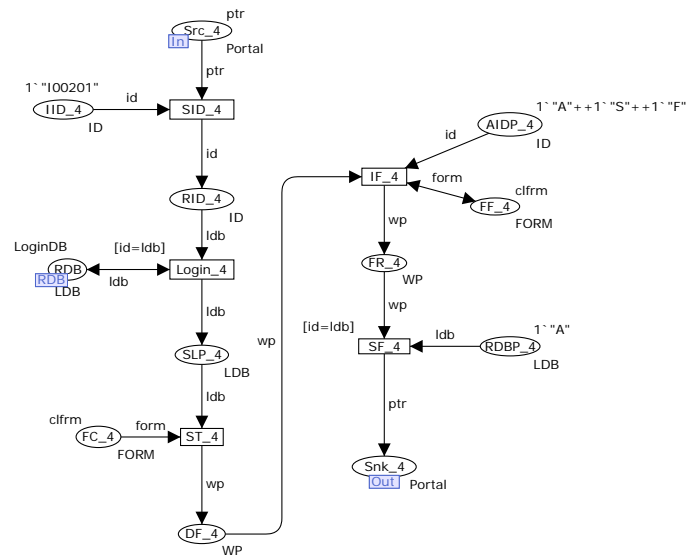 ptr
Src_4
In
Portal
ptr
1`"I00201"
id
IID_4
ID
SID_4
id
RID_4
ID
ldb
LoginDB
[id=ldb]
RDB
RDB
LDB
ldb
Login_4
ldb
SLP_4
LDB
ldb
clfrm
form
FC_4
FORM
ST_4
wp
DF_4
WP
wp
1`"A"++1`"S"++1`"F"
id
AIDP_4
ID
IF_4
form
clfrm
FF_4
FORM
wp
FR_4
WP
wp
[id=ldb]
1`"A"
SF_4
ldb
RDBP_4
LDB
ptr
Snk_4
Out
Portal